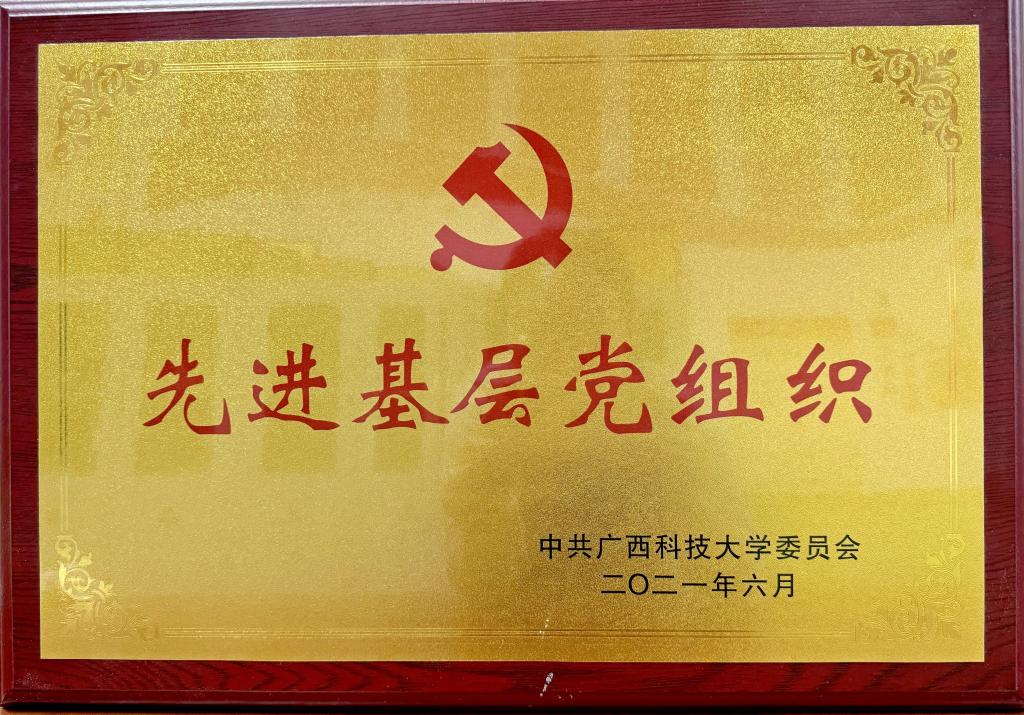 先进基层党组织
中共广西科技大学委员会
二〇二一年六月